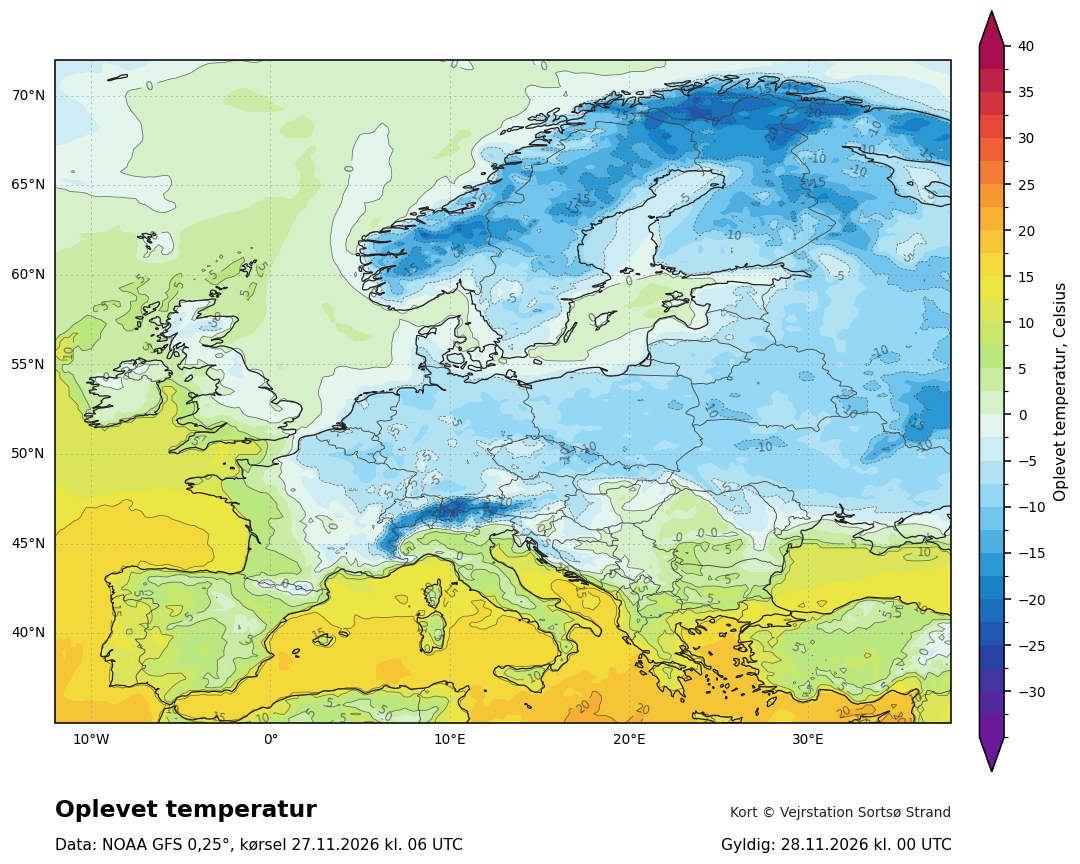 70°N
65°N
60°N
55°N
50°N
45°N
40°N
10°W
0°
10°E
20°E
30°E
40
35
30
25
20
15
10
5
0
−5
−10
−15
−20
−25
−30
Oplevet temperatur, Celsius
Oplevet temperatur
Kort © Vejrstation Sortsø Strand
Data: NOAA GFS 0,25°, kørsel 27.11.2026 kl. 06 UTC
Gyldig: 28.11.2026 kl. 00 UTC